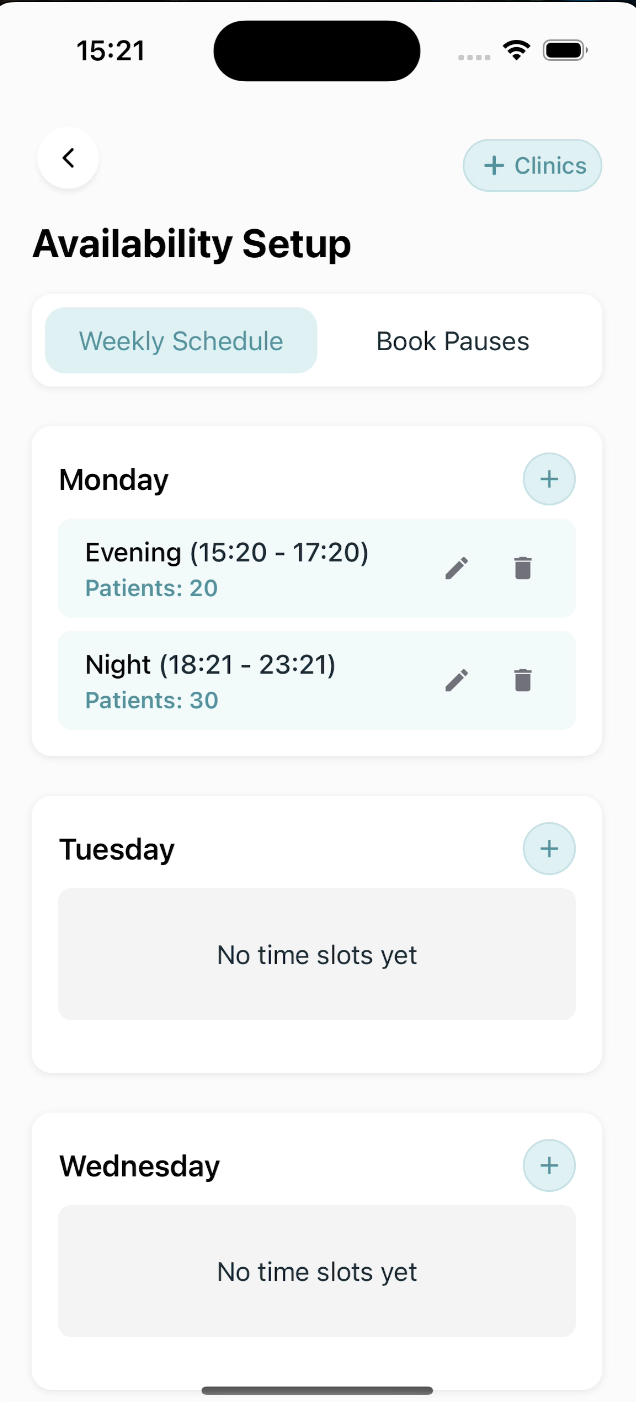 15:21
+ Clinics
Availability Setup
Weekly Schedule
Book Pauses
Monday
Evening (15:20 - 17:20)
Patients: 20
Night (18:21 - 23:21)
Patients: 30
Tuesday
No time slots yet
Wednesday
No time slots yet